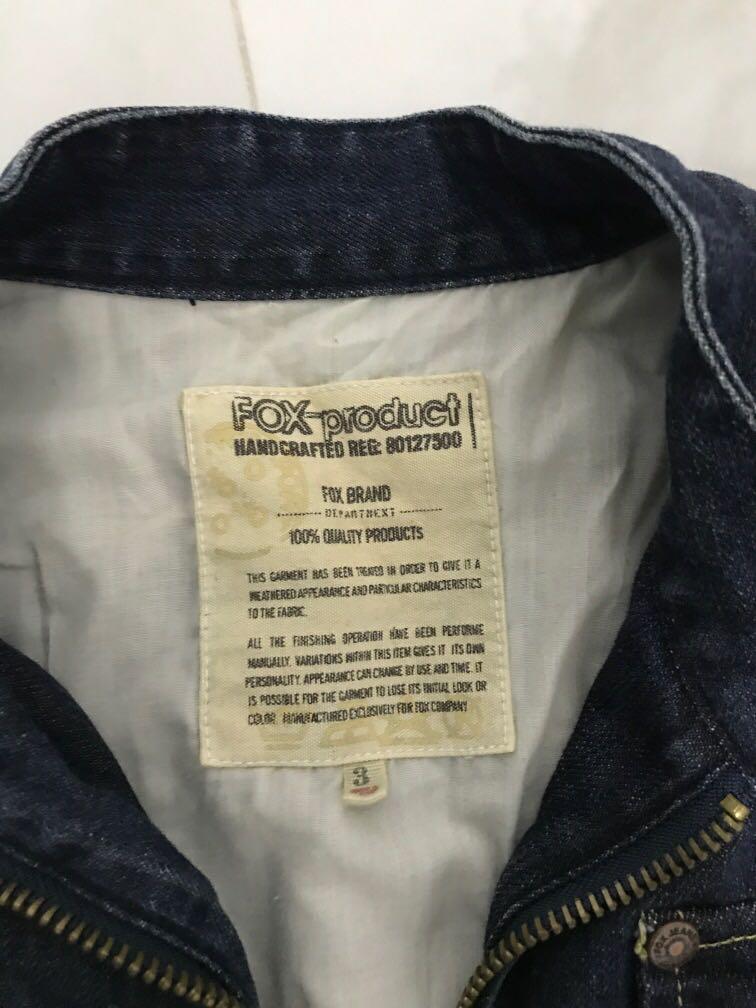 FOX-product
HANDCRAFTED REG: 80127500
FOX BRAND
DEPARTMENT
100% QUALITY PRODUCTS
THIS GARMENT HAS BEEN TREATED IN ORDER TO GIVE IT A
WEATHERED APPEARANCE AND PARTICULAR CHARACTERISTICS
TO THE FABRIC.
ALL THE FINISHING OPERATION HAVE BEEN PERFORME
MANUALLY. VARIATIONS WITHIN THIS ITEM GIVES IT ITS OWN
PERSONALITY. APPEARANCE CAN CHANGE BY USE AND TIME. IT
IS POSSIBLE FOR THE GARMENT TO LOSE ITS INITIAL LOOK OR
COLOR. MANUFACTURED EXCLUSIVELY FOR FOX COMPANY
3
FOX JEANS